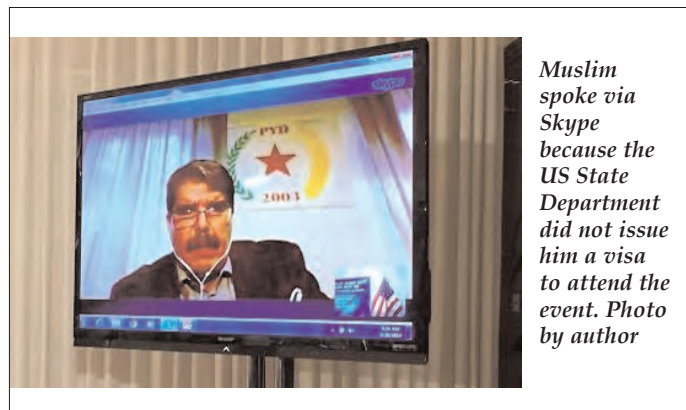 skype
PYD
2003
SHARP
Muslim
spoke via
Skype
because the
US State
Department
did not issue
him a visa
to attend the
event. Photo
by author